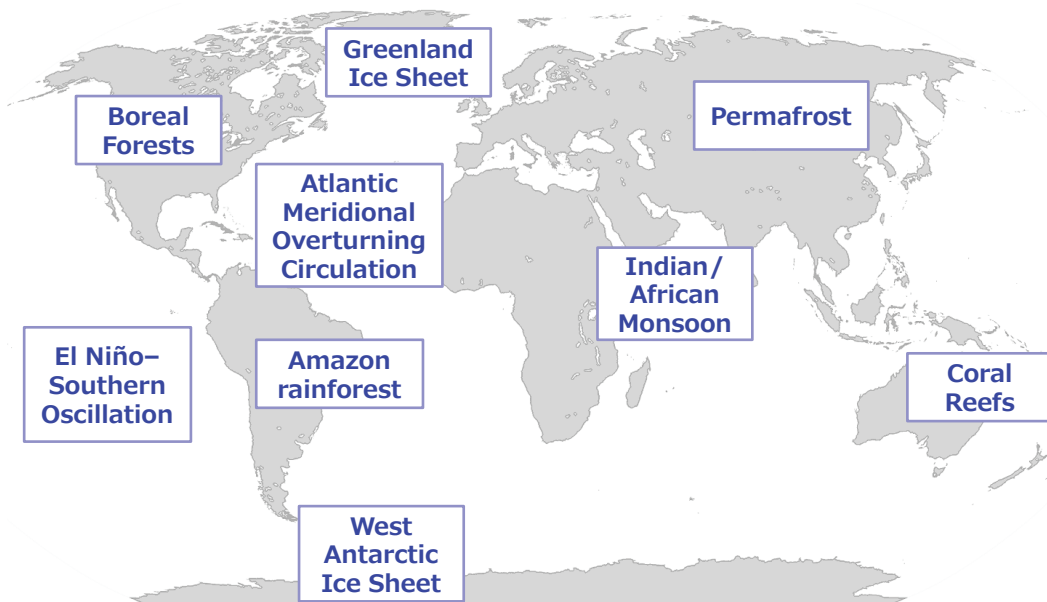 Greenland
Ice Sheet
Boreal
Forests
Permafrost
Atlantic
Meridional
Overturning
Circulation
Indian/
African
Monsoon
El Niño–
Southern
Oscillation
Amazon
rainforest
Coral
Reefs
West
Antarctic
Ice Sheet